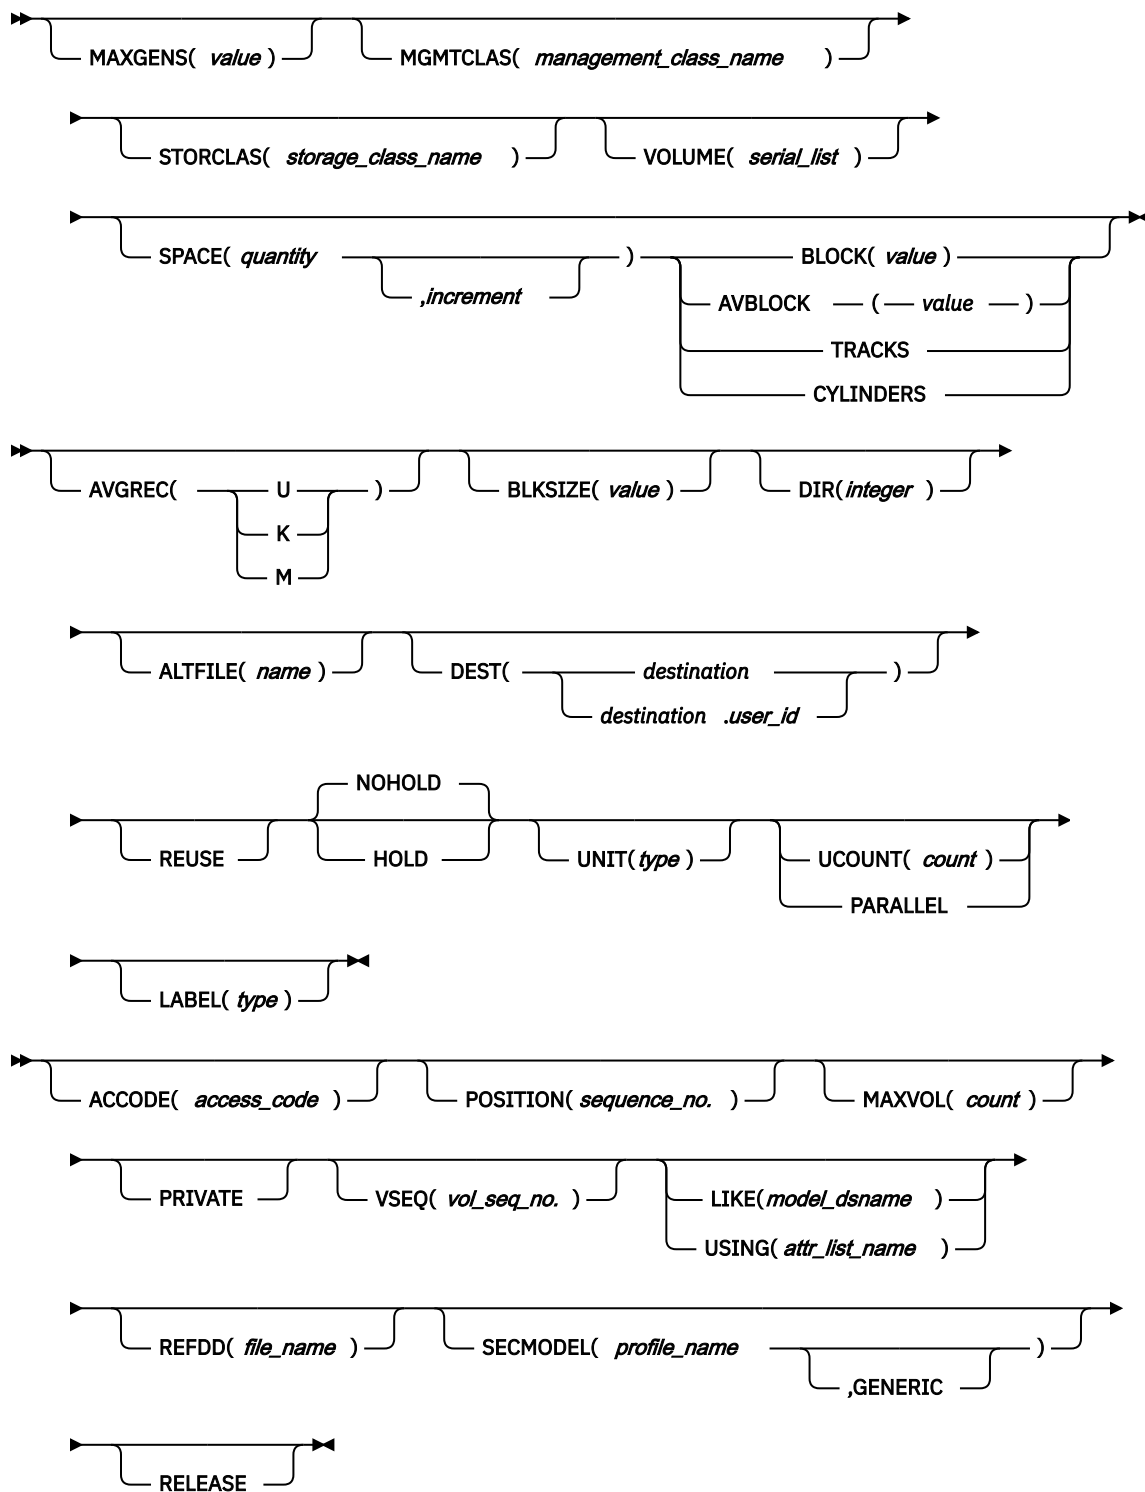 MAXGENS( value ) MGMTCLAS( management_class_name )
STORCLAS( storage_class_name ) VOLUME( serial_list )
SPACE( quantity ) BLOCK( value )
,increment AVBLOCK ( value )
TRACKS
CYLINDERS
AVGREC( U ) BLKSIZE( value ) DIR(integer )
K
M
ALTFILE( name ) DEST( destination )
destination .user_id
NOHOLD
REUSE HOLD UNIT(type ) UCOUNT( count )
PARALLEL
LABEL( type )
ACCODE( access_code ) POSITION( sequence_no. ) MAXVOL( count )
PRIVATE VSEQ( vol_seq_no. ) LIKE(model_dsname )
USING( attr_list_name )
REFDD( file_name ) SECMODEL( profile_name )
,GENERIC
RELEASE